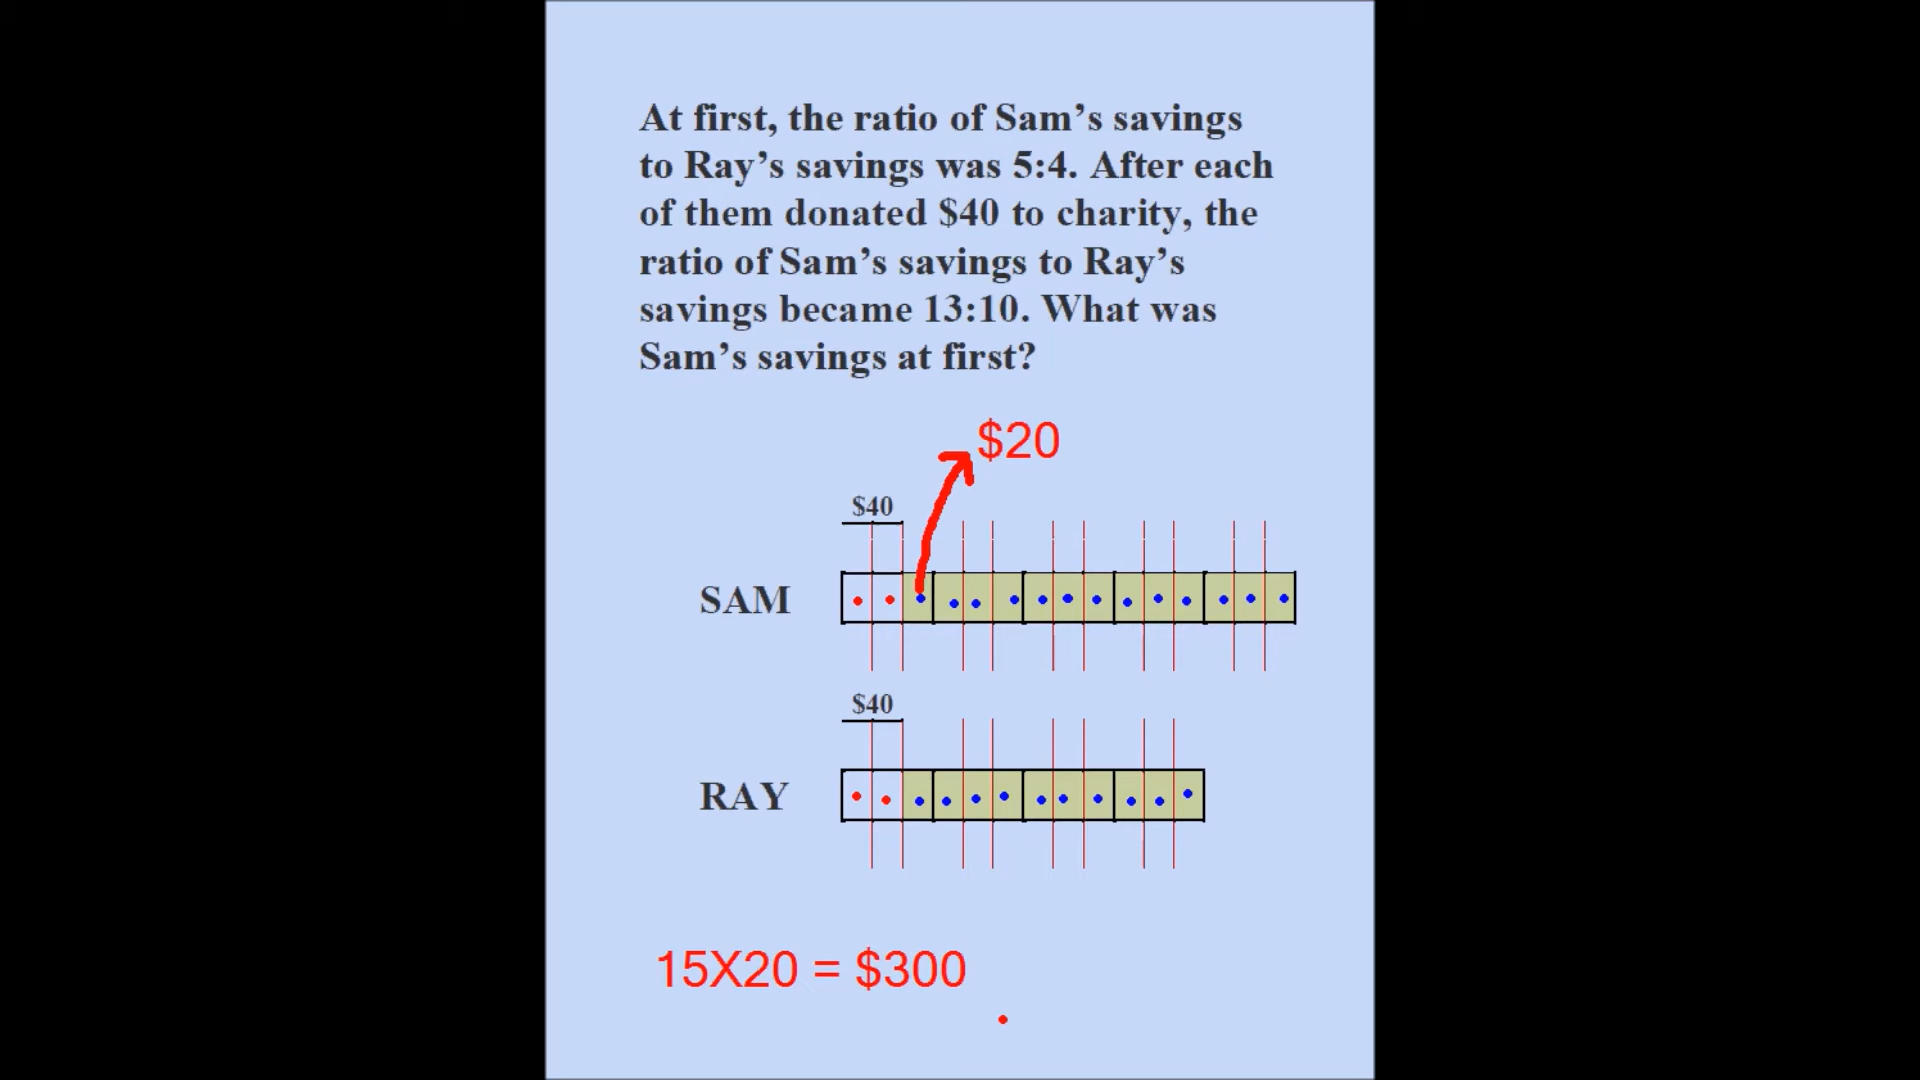 At first, the ratio of Sam’s savings
to Ray’s savings was 5:4. After each
of them donated $40 to charity, the
ratio of Sam’s savings to Ray’s
savings became 13:10. What was
Sam’s savings at first?
$20
$40
SAM
$40
RAY
15X20 = $300